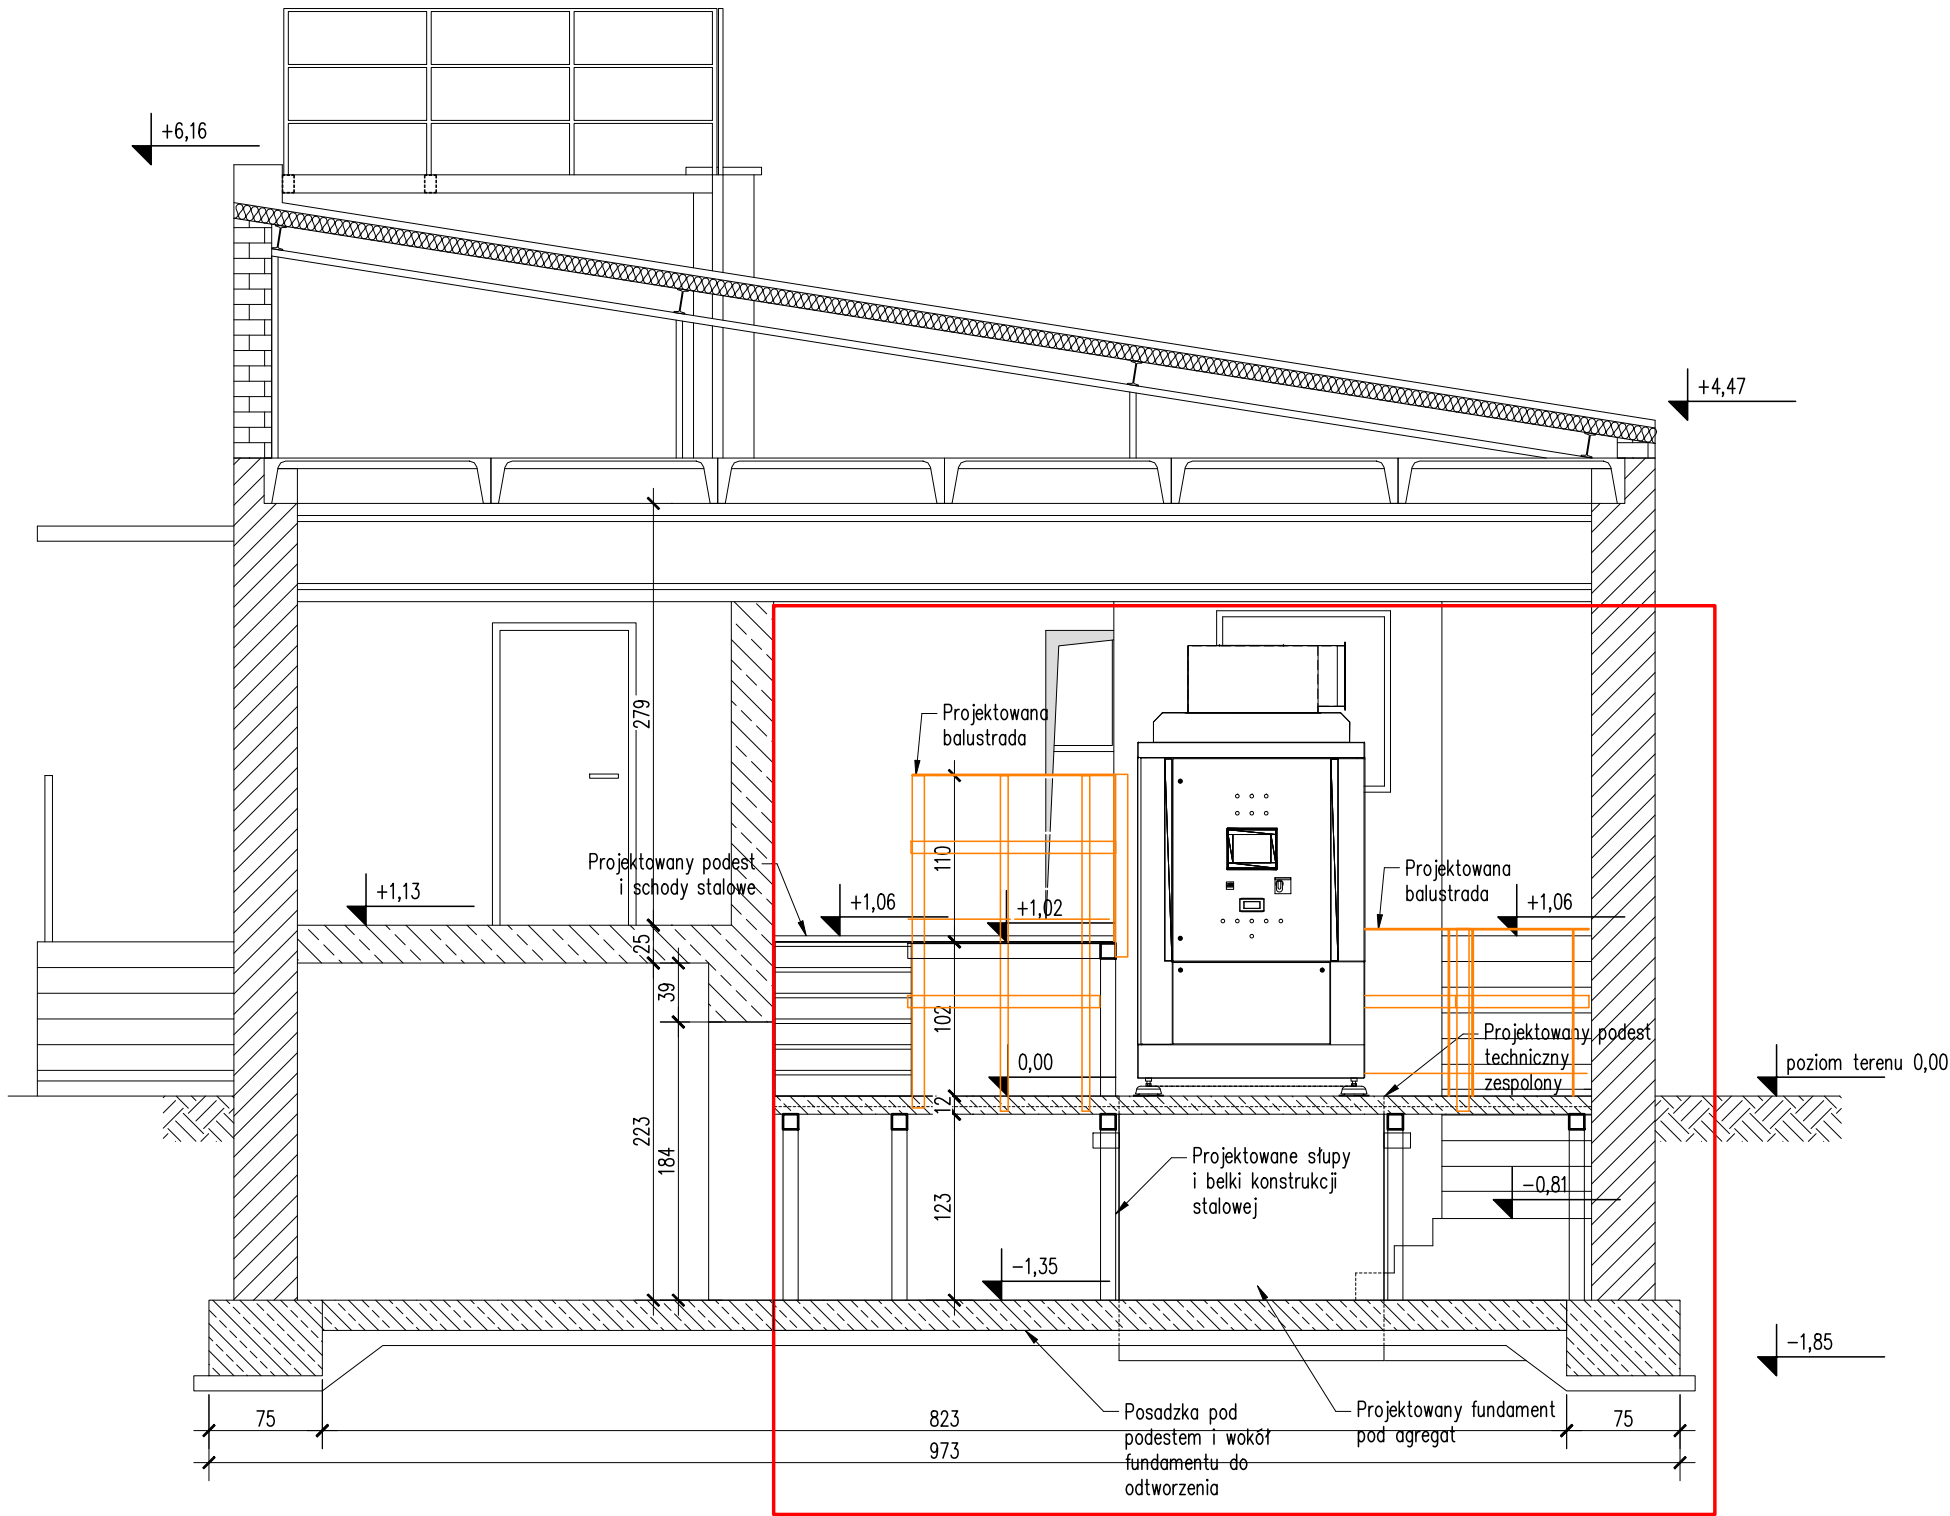 +6,16
+4,47
279
Projektowana
balustrada
110
Projektowany podest
i schody stalowe
+1,13
+1,06
+1,02
Projektowana
balustrada
+1,06
25
39
102
0,00
12
Projektowany podest
techniczny
zespolony
poziom terenu 0,00
223
184
123
Projektowane słupy
i belki konstrukcji
stalowej
-0,81
-1,35
-1,85
75
823
75
973
Posadzka pod
podestem i wokół
fundamentu do
odtworzenia
Projektowany fundament
pod agregat